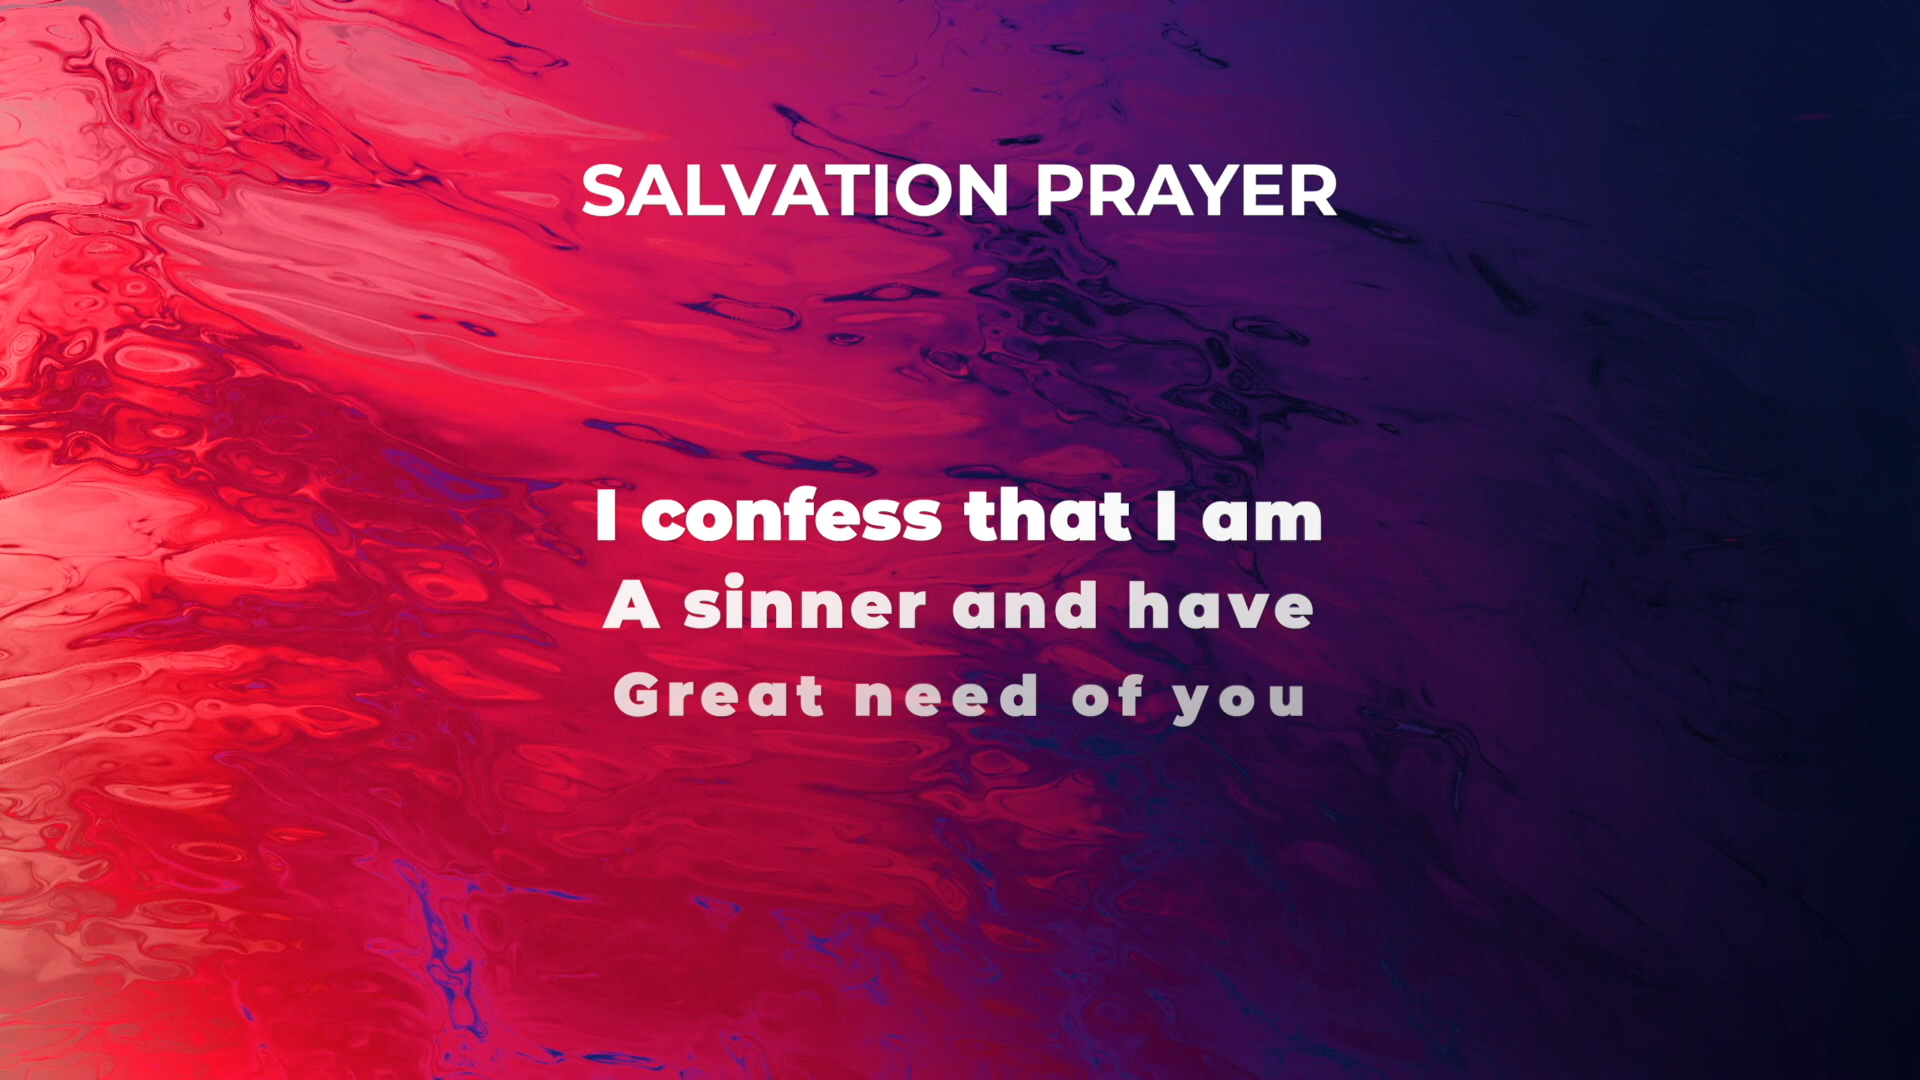 SALVATION PRAYER
I confess that I am
A sinner and have
Great need of you